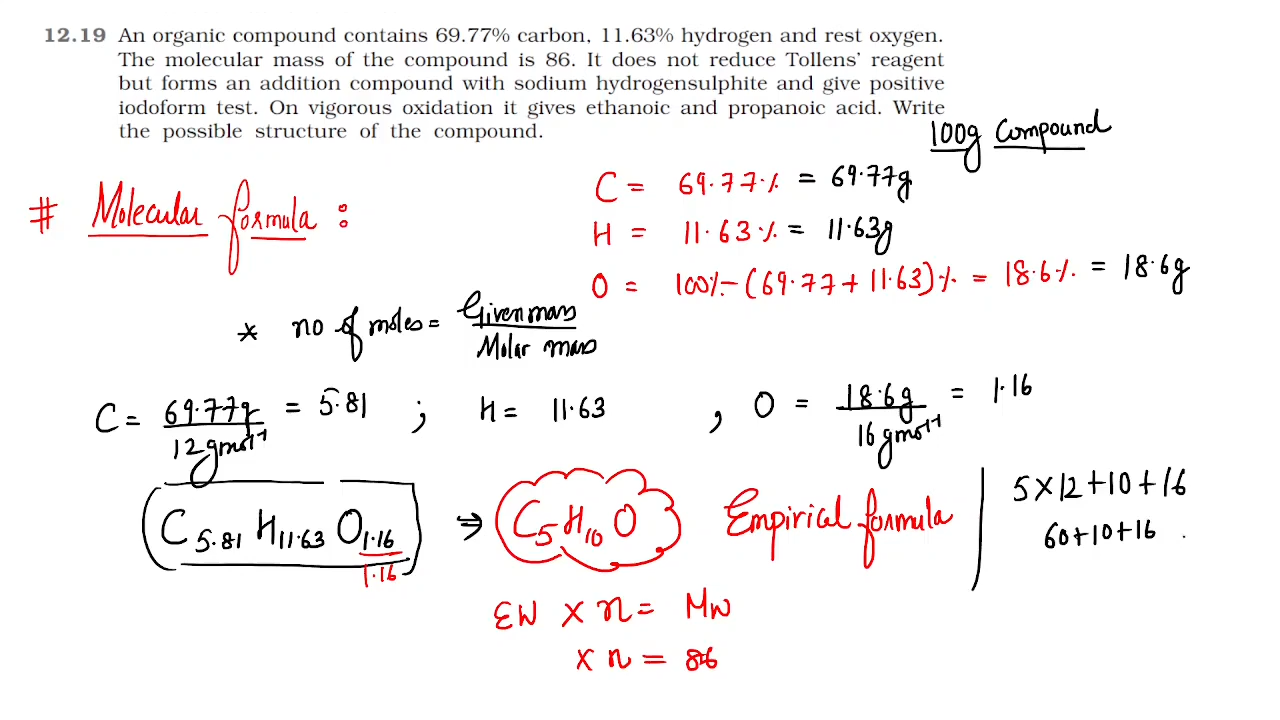 12.19 An organic compound contains 69.77% carbon, 11.63% hydrogen and rest oxygen.
The molecular mass of the compound is 86. It does not reduce Tollens' reagent
but forms an addition compound with sodium hydrogensulphite and give positive
iodoform test. On vigorous oxidation it gives ethanoic and propanoic acid. Write
the possible structure of the compound.
100g Compound
# Molecular formula :
C = 69.77% = 69.77g
H = 11.63% = 11.63g
O = 100%-(69.77+11.63)% = 18.6% = 18.6g
* no of moles = Given mass / Molar mass
C = 69.77g / 12gmol⁻¹ = 5.81 ; H = 11.63 , O = 18.6g / 16gmol⁻¹ = 1.16
C₅.₈₁ H₁₁.₆₃ O₁.₁₆ ⇒ C₅H₁₀O Empirical formula
1.16
5×12+10+16
60+10+16
EW × n = MW
× n = 86